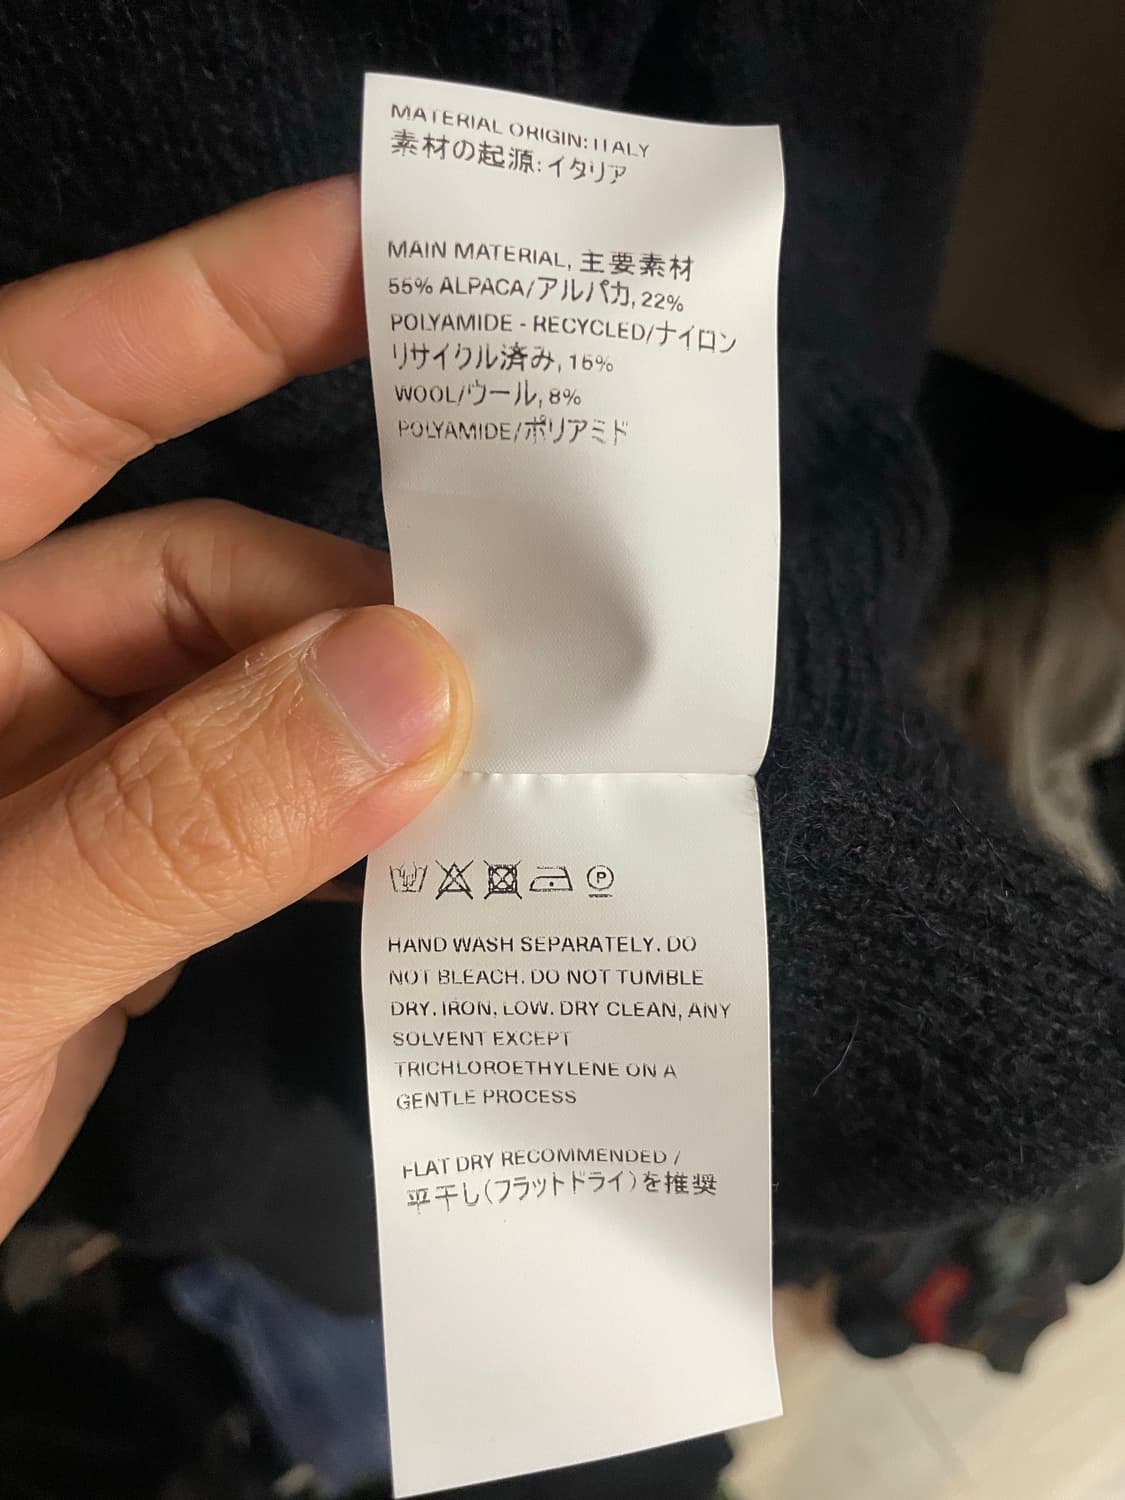 MATERIAL ORIGIN: ITALY
素材の起源: イタリア
MAIN MATERIAL, 主要素材
55% ALPACA/アルパカ, 22%
POLYAMIDE - RECYCLED/ナイロン
リサイクル済み, 15%
WOOL/ウール, 8%
POLYAMIDE/ポリアミド
P
HAND WASH SEPARATELY. DO
NOT BLEACH. DO NOT TUMBLE
DRY. IRON, LOW. DRY CLEAN, ANY
SOLVENT EXCEPT
TRICHLOROETHYLENE ON A
GENTLE PROCESS
FLAT DRY RECOMMENDED /
平干し(フラットドライ)を推奨